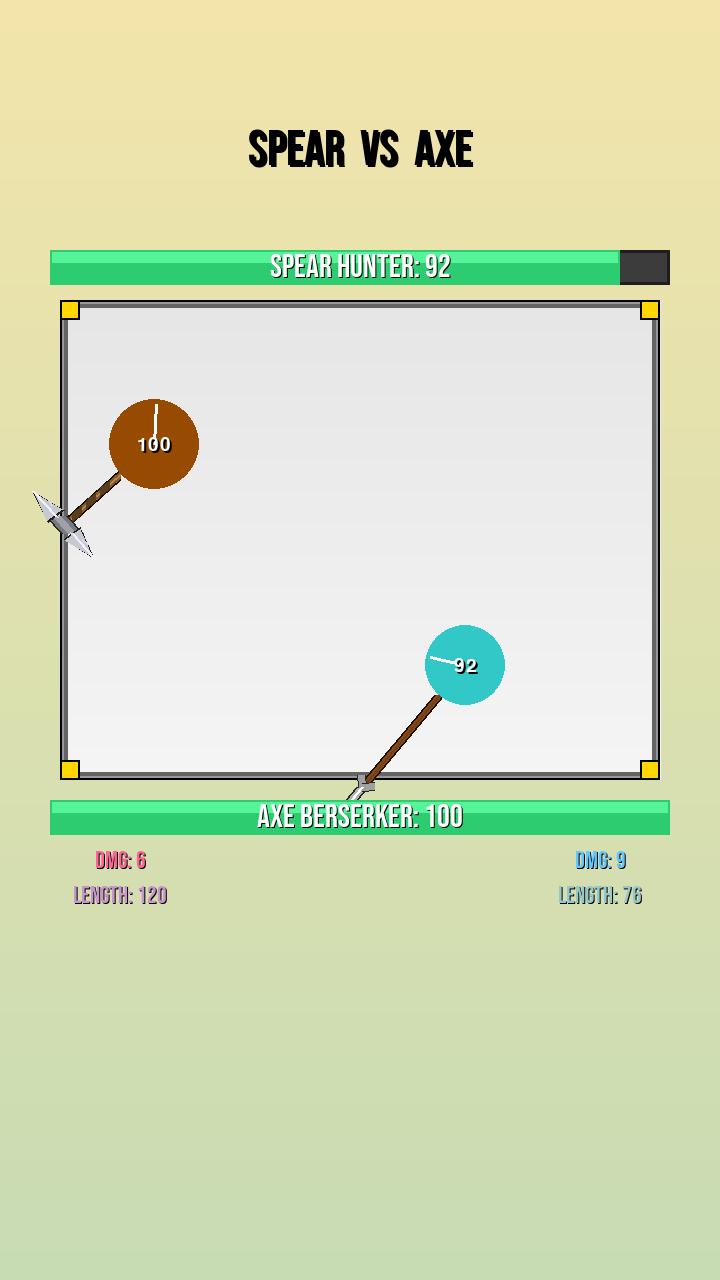 SPEAR VS AXE
SPEAR HUNTER: 92
100
92
AXE BERSERKER: 100
DMG: 6
DMG: 9
LENGTH: 120
LENGTH: 76